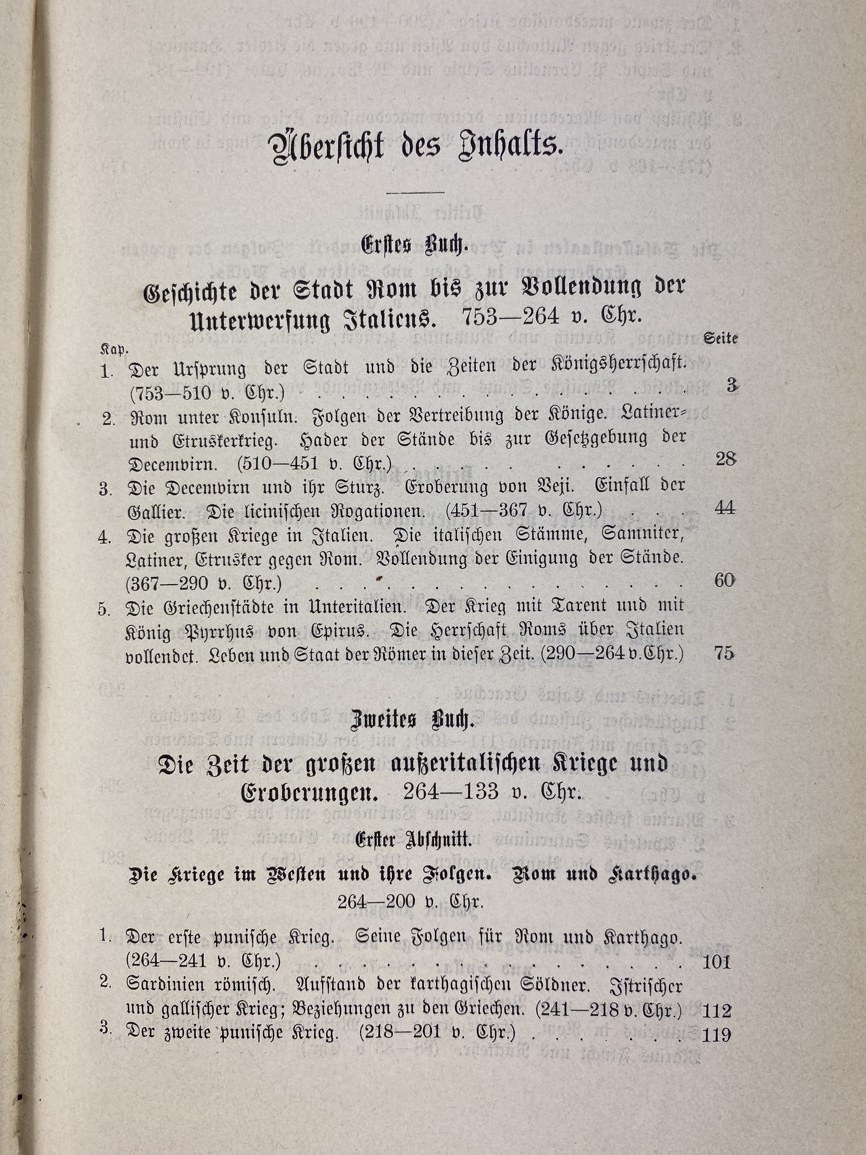 Übersicht des Inhalts.
Erstes Buch.
Geschichte der Stadt Rom bis zur Vollendung der
Unterwerfung Italiens. 753—264 v. Chr.
Kap. Seite
1. Der Ursprung der Stadt und die Zeiten der Königsherrschaft.
(753—510 v. Chr.) . . . . . . . . . . . . . . . . 3
2. Rom unter Konsuln. Folgen der Vertreibung der Könige. Latiner-
und Etruskerkrieg. Hader der Stände bis zur Gesetzgebung der
Decemvirn. (510—451 v. Chr.) . . . . . . . . . . 28
3. Die Decemvirn und ihr Sturz. Eroberung von Veji. Einfall der
Gallier. Die licinischen Rogationen. (451—367 v. Chr.) . . . 44
4. Die großen Kriege in Italien. Die italischen Stämme, Samniter,
Latiner, Etrusker gegen Rom. Vollendung der Einigung der Stände.
(367—290 v. Chr.) . . . . . . . . . . . . . . . . 60
5. Die Griechenstädte in Unteritalien. Der Krieg mit Tarent und mit
König Pyrrhus von Epirus. Die Herrschaft Roms über Italien
vollendet. Leben und Staat der Römer in dieser Zeit. (290—264 v. Chr.) 75
Zweites Buch.
Die Zeit der großen außeritalischen Kriege und
Eroberungen. 264—133 v. Chr.
Erster Abschnitt.
Die Kriege im Westen und ihre Folgen. Rom und Karthago.
264—200 v. Chr.
1. Der erste punische Krieg. Seine Folgen für Rom und Karthago.
(264—241 v. Chr.) . . . . . . . . . . . . . . . . 101
2. Sardinien römisch. Aufstand der karthagischen Söldner. Istrischer
und gallischer Krieg; Beziehungen zu den Griechen. (241—218 v. Chr.) 112
3. Der zweite punische Krieg. (218—201 v. Chr.) . . . . . . . 119